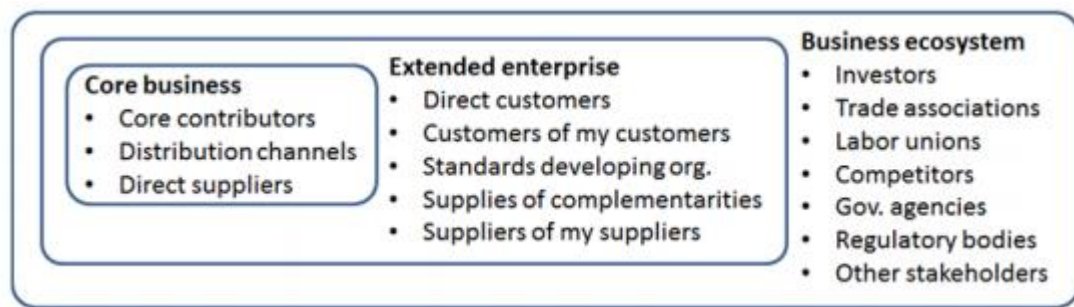 Core business
• Core contributors
• Distribution channels
• Direct suppliers
Extended enterprise
• Direct customers
• Customers of my customers
• Standards developing org.
• Supplies of complementarities
• Suppliers of my suppliers
Business ecosystem
• Investors
• Trade associations
• Labor unions
• Competitors
• Gov. agencies
• Regulatory bodies
• Other stakeholders